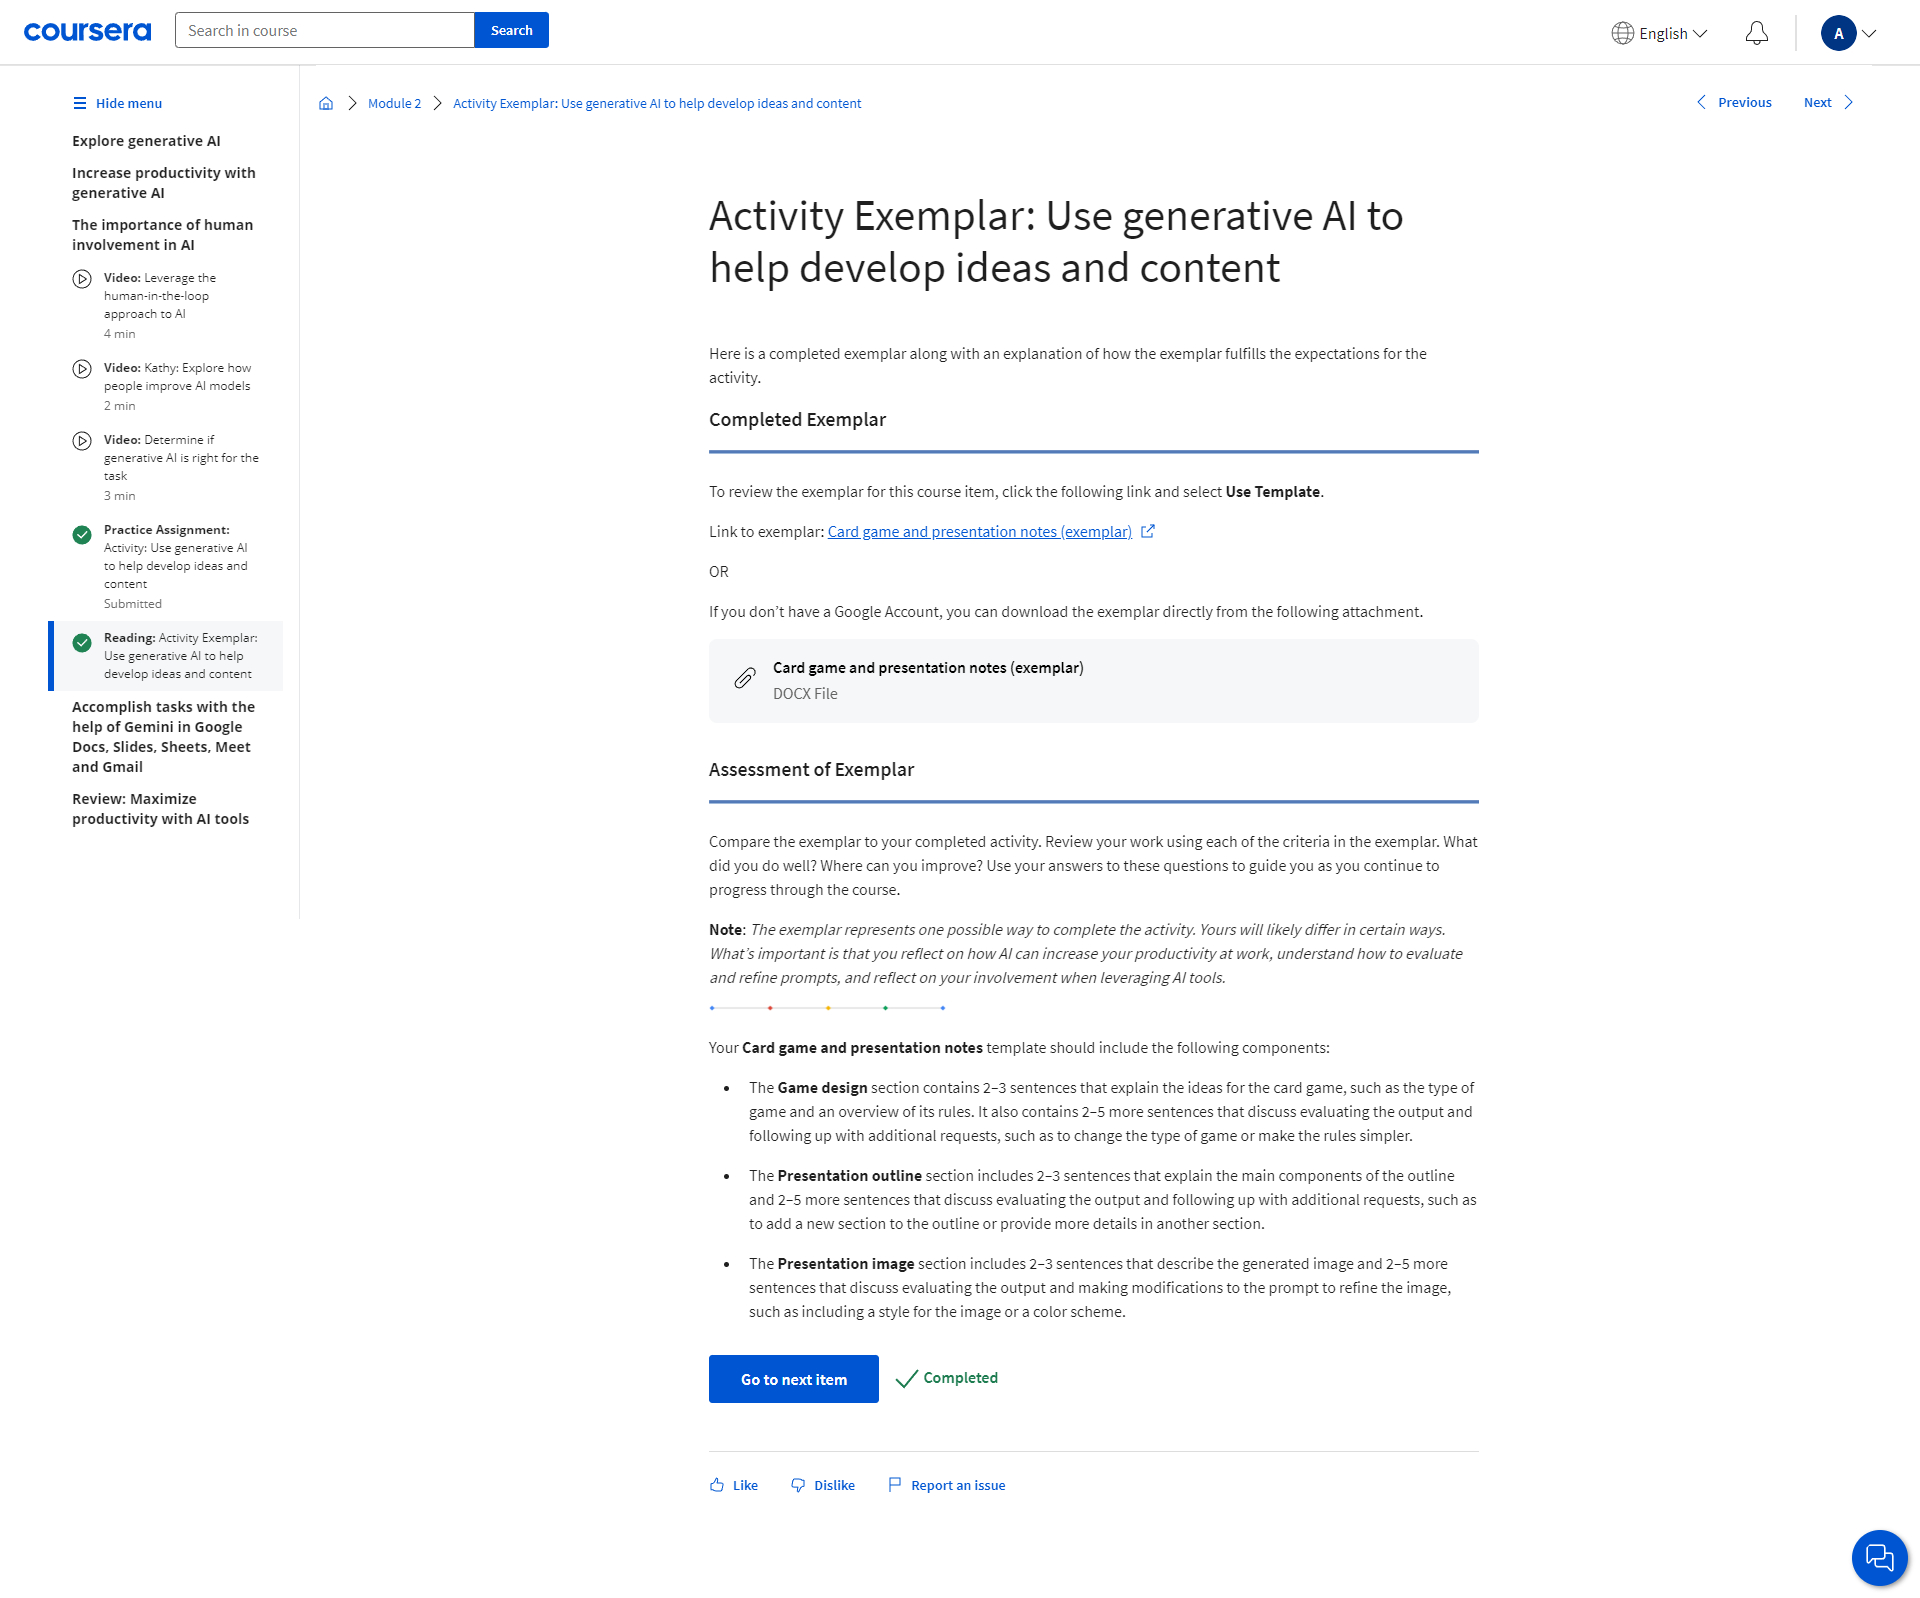 coursera
Search in course
Search
English
A
Hide menu
Explore generative AI
Increase productivity with
generative AI
The importance of human
involvement in AI
Video: Leverage the
human-in-the-loop
approach to AI
4 min
Video: Kathy: Explore how
people improve AI models
2 min
Video: Determine if
generative AI is right for the
task
3 min
Practice Assignment:
Activity: Use generative AI
to help develop ideas and
content
Submitted
Reading: Activity Exemplar:
Use generative AI to help
develop ideas and content
Accomplish tasks with the
help of Gemini in Google
Docs, Slides, Sheets, Meet
and Gmail
Review: Maximize
productivity with AI tools
Module 2
Activity Exemplar: Use generative AI to help develop ideas and content
Previous
Next
Activity Exemplar: Use generative AI to
help develop ideas and content
Here is a completed exemplar along with an explanation of how the exemplar fulfills the expectations for the
activity.
Completed Exemplar
To review the exemplar for this course item, click the following link and select Use Template.
Link to exemplar: Card game and presentation notes (exemplar)
OR
If you don’t have a Google Account, you can download the exemplar directly from the following attachment.
Card game and presentation notes (exemplar)
DOCX File
Assessment of Exemplar
Compare the exemplar to your completed activity. Review your work using each of the criteria in the exemplar. What
did you do well? Where can you improve? Use your answers to these questions to guide you as you continue to
progress through the course.
Note: The exemplar represents one possible way to complete the activity. Yours will likely differ in certain ways.
What’s important is that you reflect on how AI can increase your productivity at work, understand how to evaluate
and refine prompts, and reflect on your involvement when leveraging AI tools.
Your Card game and presentation notes template should include the following components:
• The Game design section contains 2–3 sentences that explain the ideas for the card game, such as the type of
game and an overview of its rules. It also contains 2–5 more sentences that discuss evaluating the output and
following up with additional requests, such as to change the type of game or make the rules simpler.
• The Presentation outline section includes 2–3 sentences that explain the main components of the outline
and 2–5 more sentences that discuss evaluating the output and following up with additional requests, such as
to add a new section to the outline or provide more details in another section.
• The Presentation image section includes 2–3 sentences that describe the generated image and 2–5 more
sentences that discuss evaluating the output and making modifications to the prompt to refine the image,
such as including a style for the image or a color scheme.
Go to next item
Completed
Like
Dislike
Report an issue